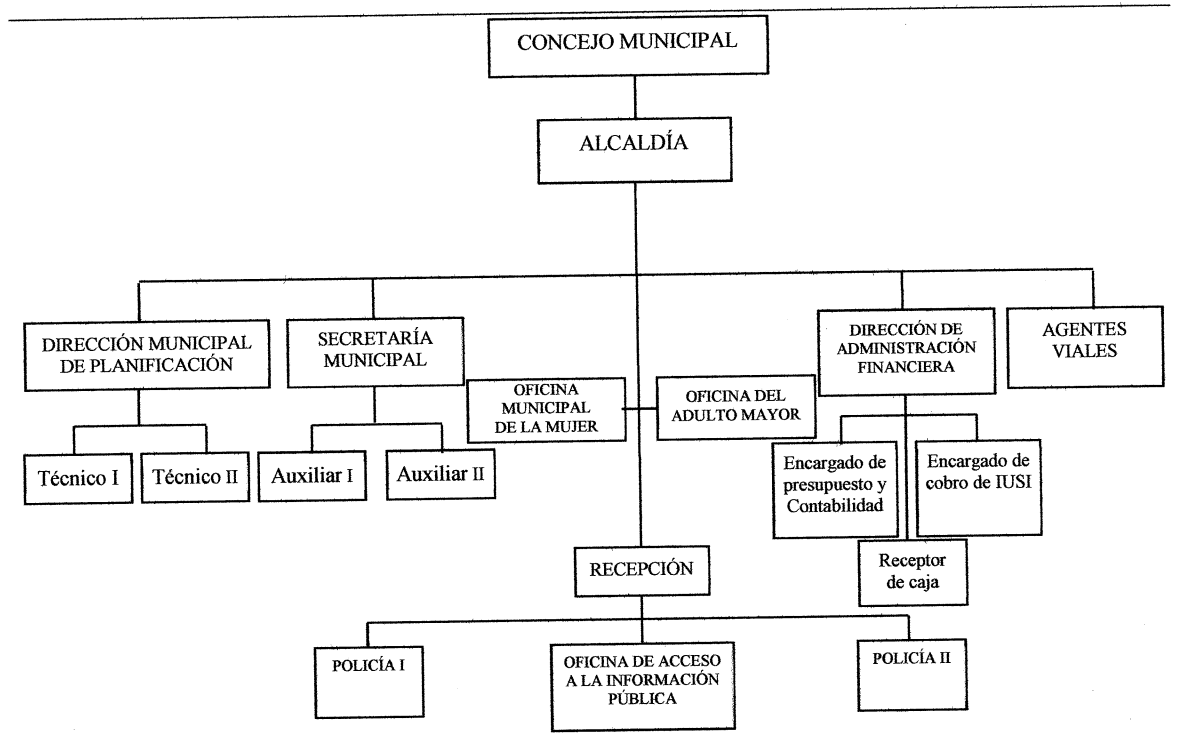 CONCEJO MUNICIPAL
ALCALDÍA
DIRECCIÓN MUNICIPAL
DE PLANIFICACIÓN
SECRETARÍA
MUNICIPAL
DIRECCIÓN DE
ADMINISTRACIÓN
FINANCIERA
AGENTES
VIALES
OFICINA
MUNICIPAL
DE LA MUJER
OFICINA DEL
ADULTO MAYOR
Técnico I
Técnico II
Auxiliar I
Auxiliar II
Encargado de
presupuesto y
Contabilidad
Encargado de
cobro de IUSI
Receptor
de caja
RECEPCIÓN
POLICÍA I
OFICINA DE ACCESO
A LA INFORMACIÓN
PÚBLICA
POLICÍA II